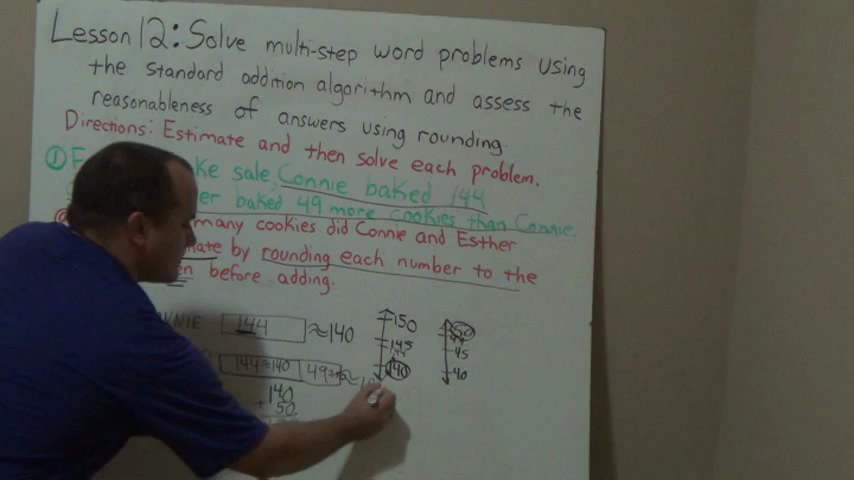 Lesson 12: Solve multi-step word problems using
the standard addition algorithm and assess the
reasonableness of answers using rounding.
Directions: Estimate and then solve each problem.
① ke sale, Connie baked 144
er baked 49 more cookies than Connie.
many cookies did Connie and Esther
by rounding each number to the
before adding.
144 ≈140
144≈140 49≈
140
+ 50
150
145
140
50
45
40